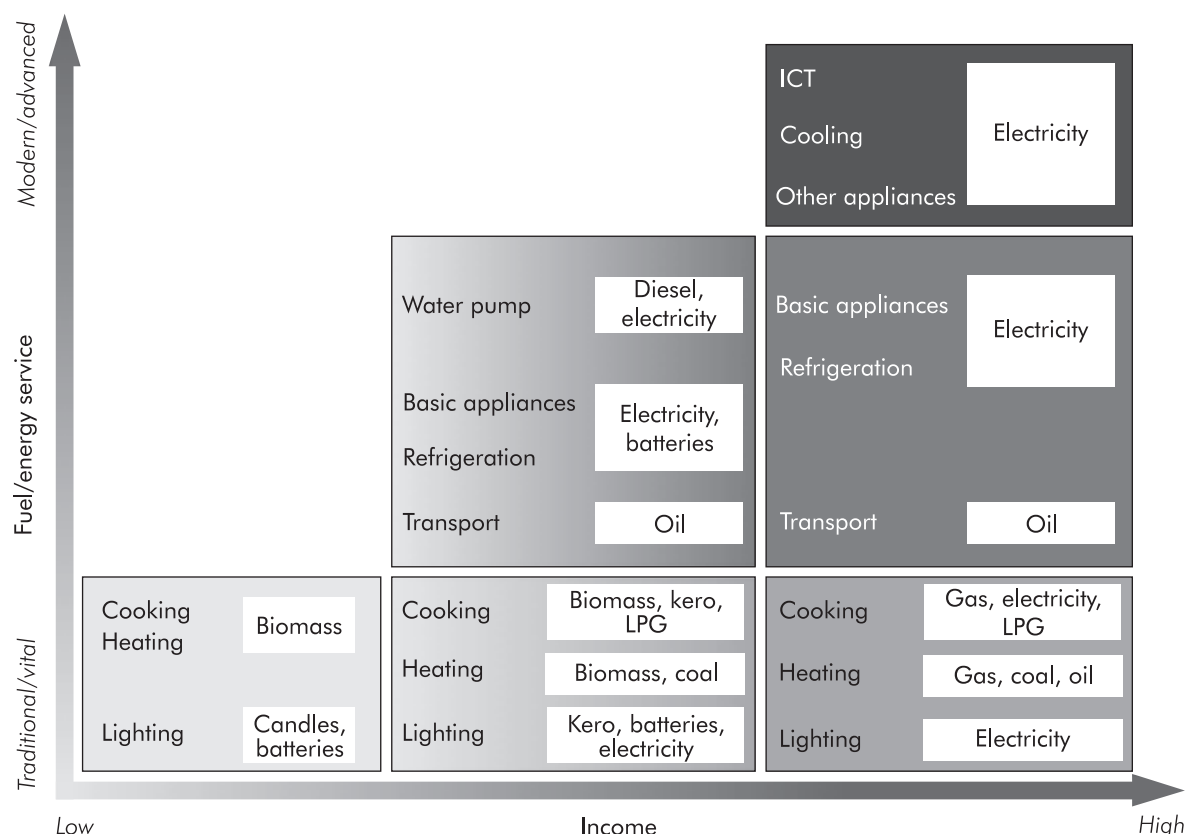 Modern/advanced
Fuel/energy service
Traditional/vital
ICT
Cooling
Other appliances
Electricity
Water pump
Diesel,
electricity
Basic appliances
Refrigeration
Electricity,
batteries
Transport
Oil
Basic appliances
Refrigeration
Electricity
Transport
Oil
Cooking
Heating
Biomass
Lighting
Candles,
batteries
Cooking
Biomass, kero,
LPG
Heating
Biomass, coal
Lighting
Kero, batteries,
electricity
Cooking
Gas, electricity,
LPG
Heating
Gas, coal, oil
Lighting
Electricity
Low
Income
High